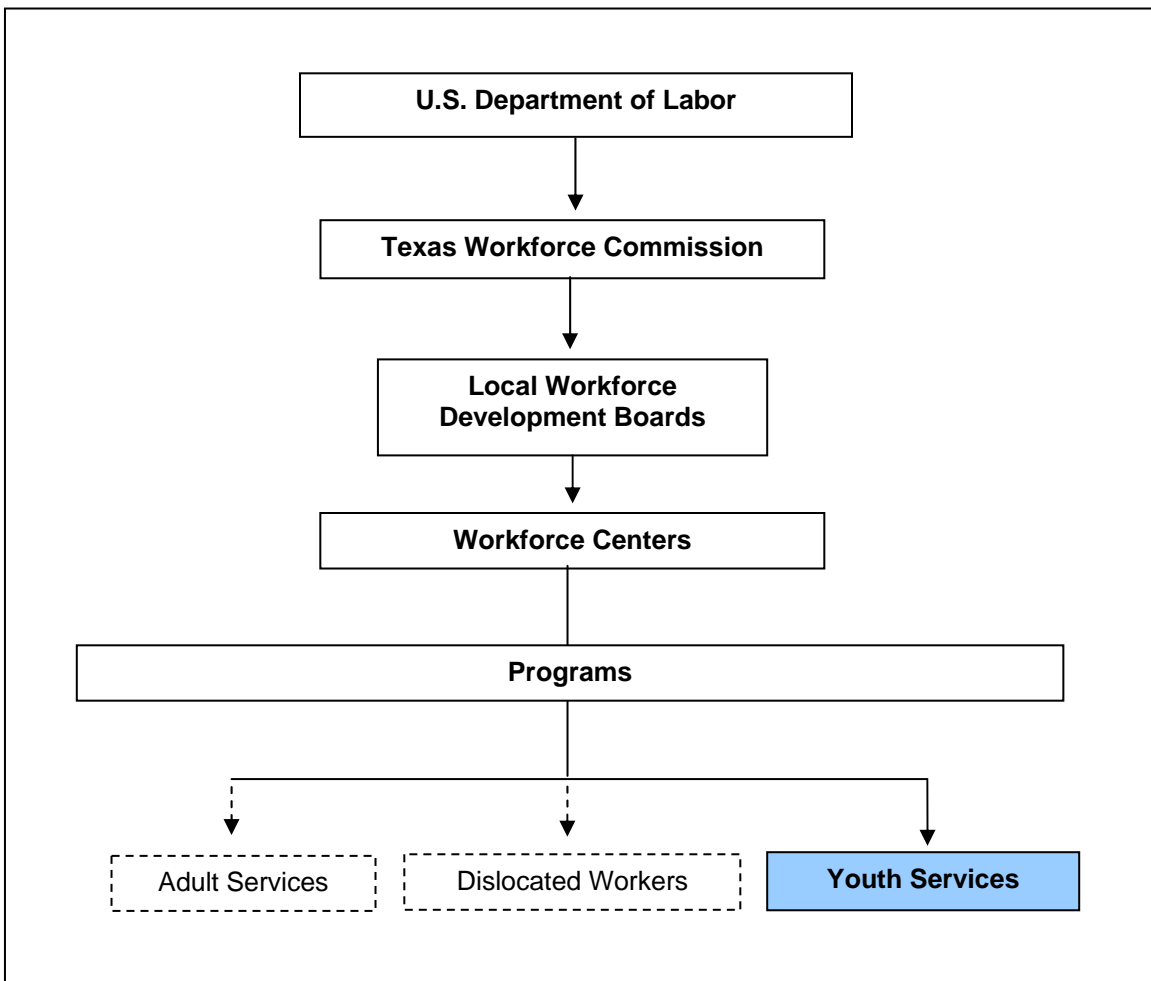 U.S. Department of Labor
Texas Workforce Commission
Local Workforce
Development Boards
Workforce Centers
Programs
Adult Services
Dislocated Workers
Youth Services